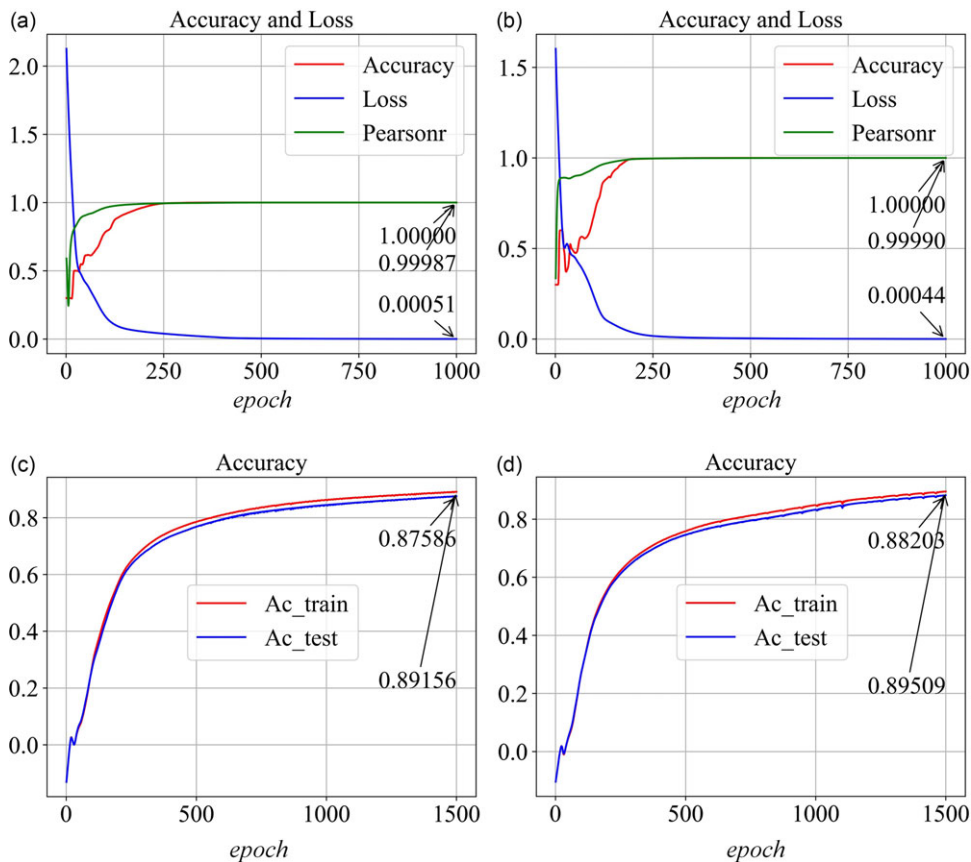 (a)
Accuracy and Loss
2.0
1.5
1.0
0.5
0.0
Accuracy
Loss
Pearsonr
1.00000
0.99987
0.00051
0 250 500 750 1000
epoch
(b)
Accuracy and Loss
1.5
1.0
0.5
0.0
Accuracy
Loss
Pearsonr
1.00000
0.99990
0.00044
0 250 500 750 1000
epoch
(c)
Accuracy
0.8
0.6
0.4
0.2
0.0
0.87586
Ac_train
Ac_test
0.89156
0 500 1000 1500
epoch
(d)
Accuracy
0.8
0.6
0.4
0.2
0.0
0.88203
Ac_train
Ac_test
0.89509
0 500 1000 1500
epoch